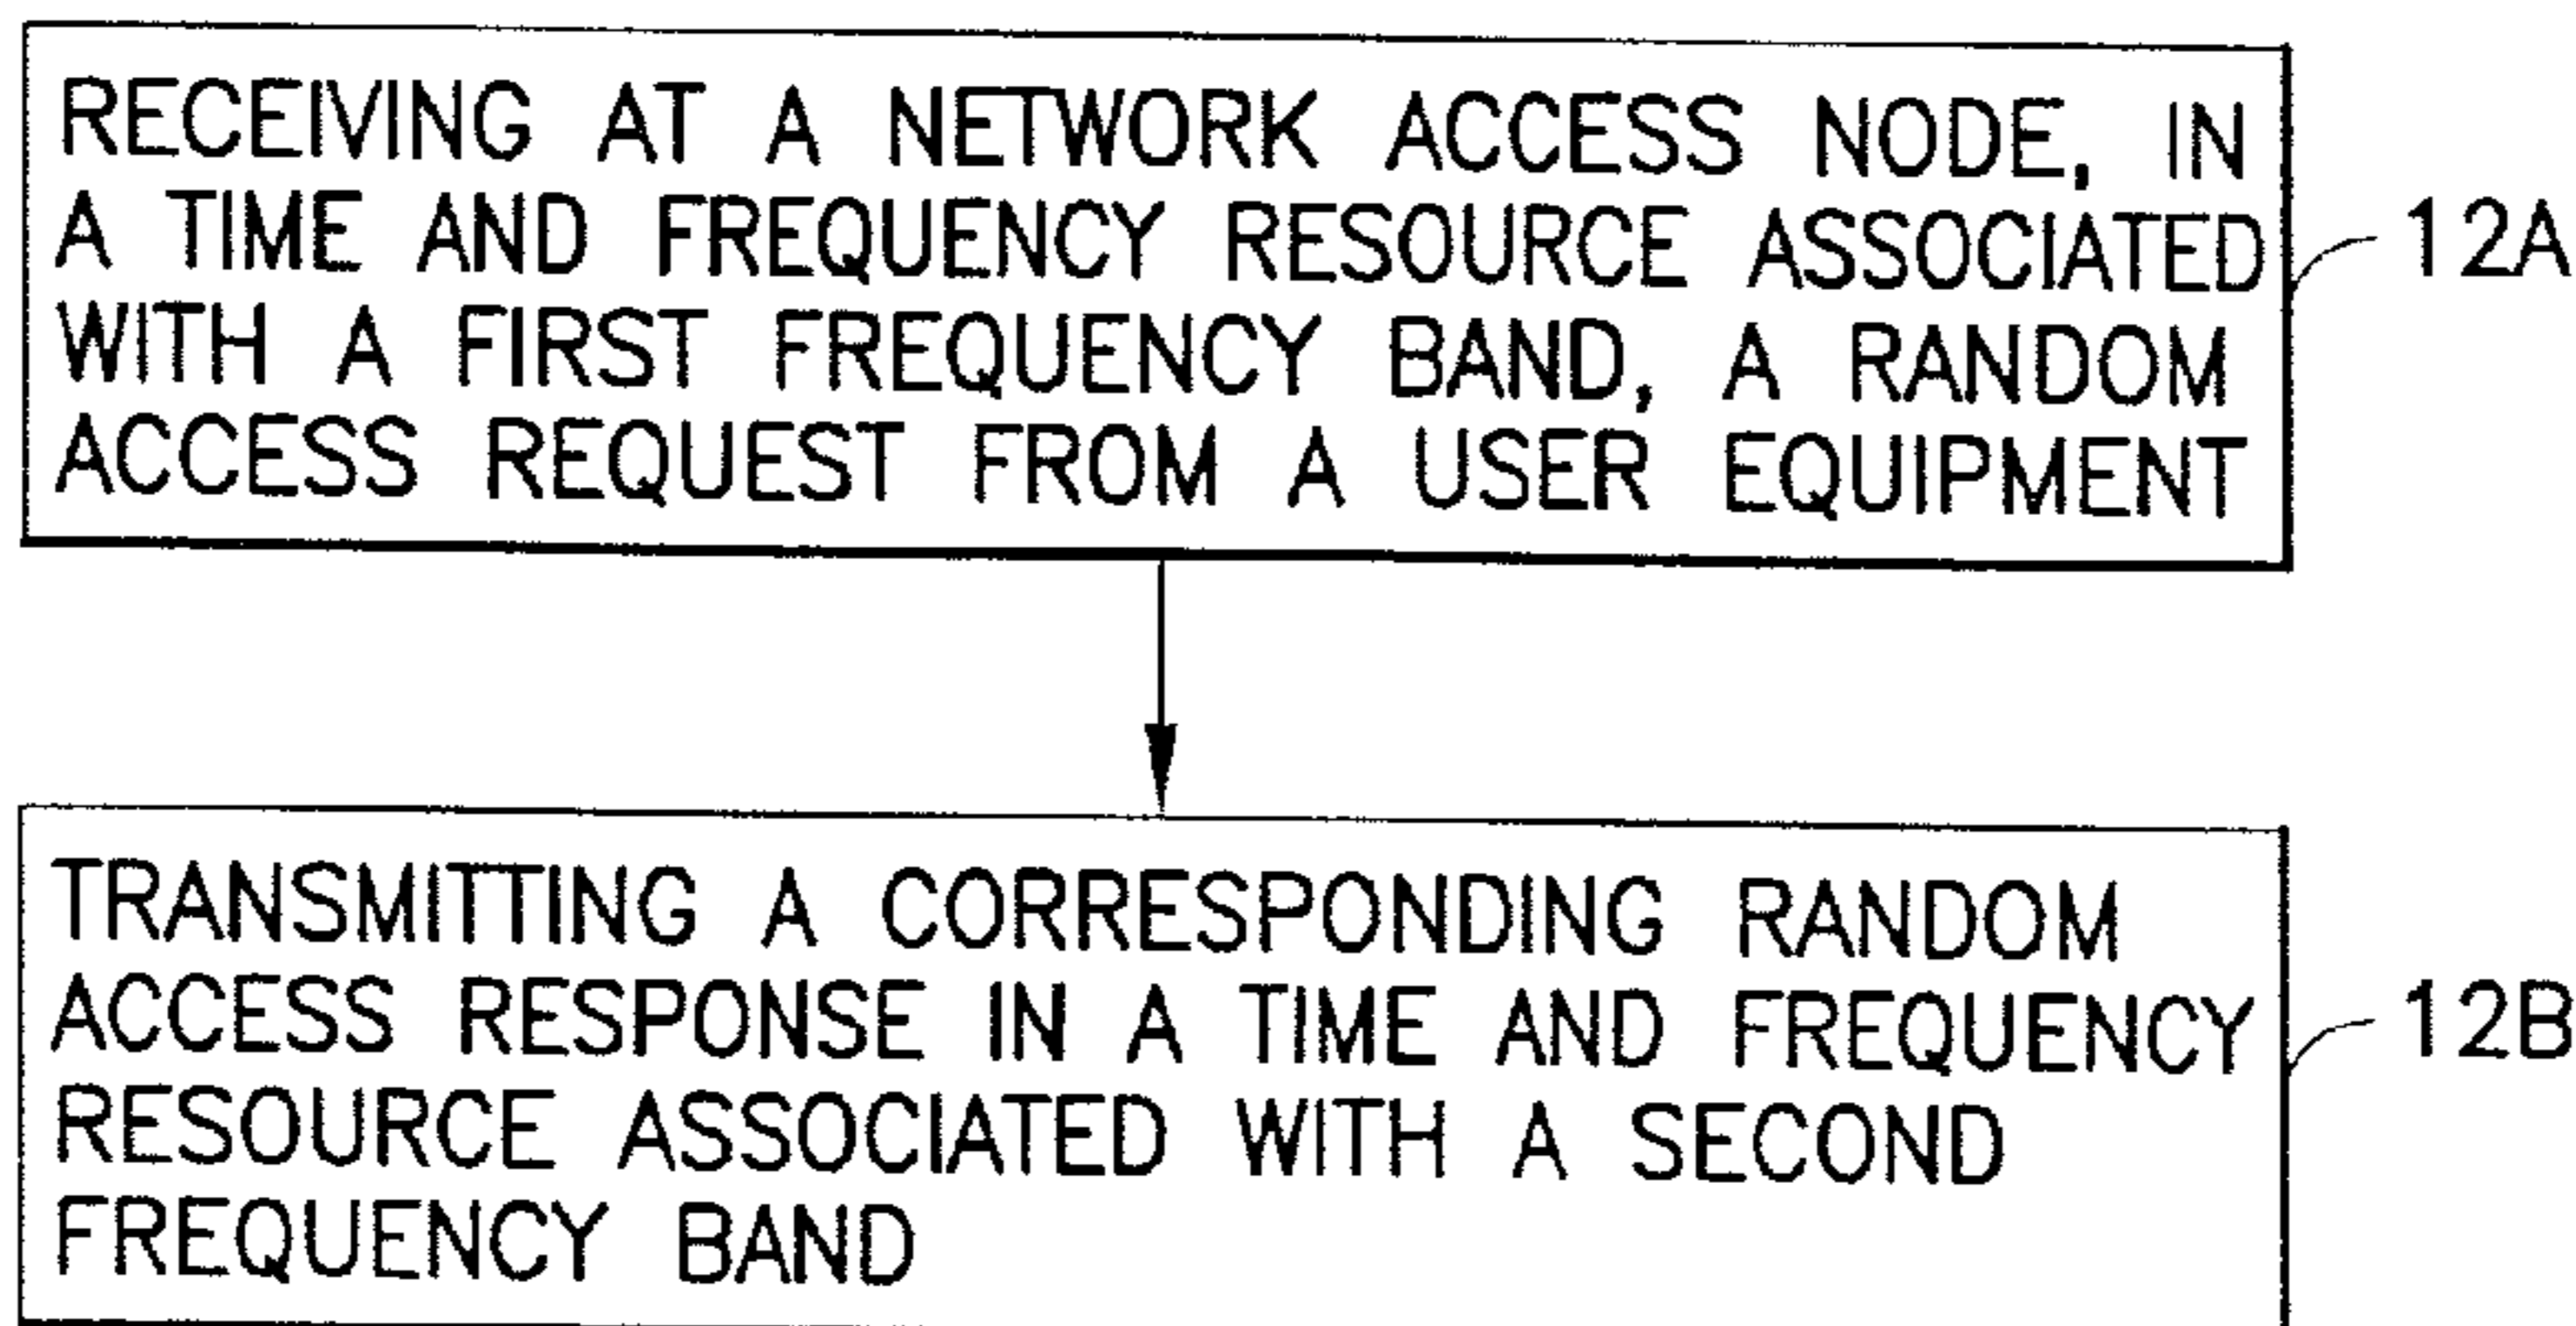 RECEIVING AT A NETWORK ACCESS NODE, IN
A TIME AND FREQUENCY RESOURCE ASSOCIATED
WITH A FIRST FREQUENCY BAND, A RANDOM
ACCESS REQUEST FROM A USER EQUIPMENT
12A
TRANSMITTING A CORRESPONDING RANDOM
ACCESS RESPONSE IN A TIME AND FREQUENCY
RESOURCE ASSOCIATED WITH A SECOND
FREQUENCY BAND
12B